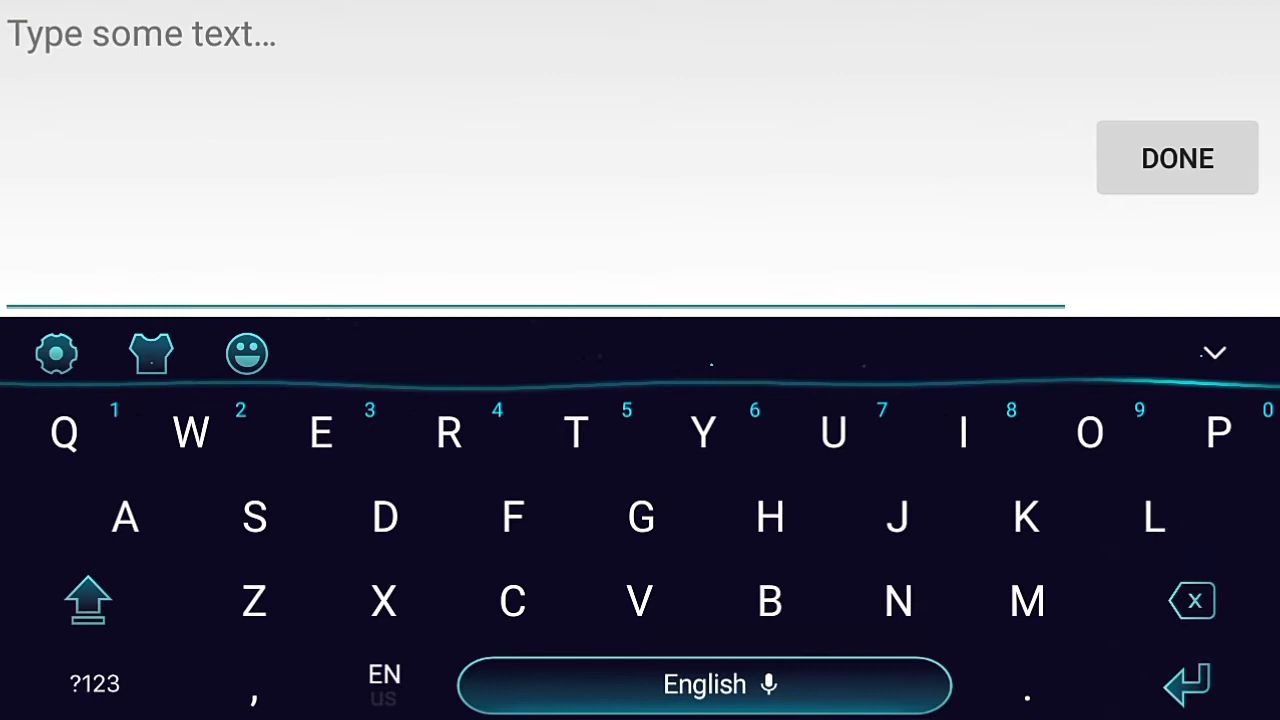 Type some text...
DONE
1 2 3 4 5 6 7 8 9 0
Q W E R T Y U I O P
A S D F G H J K L
Z X C V B N M x
?123 , EN English .
US